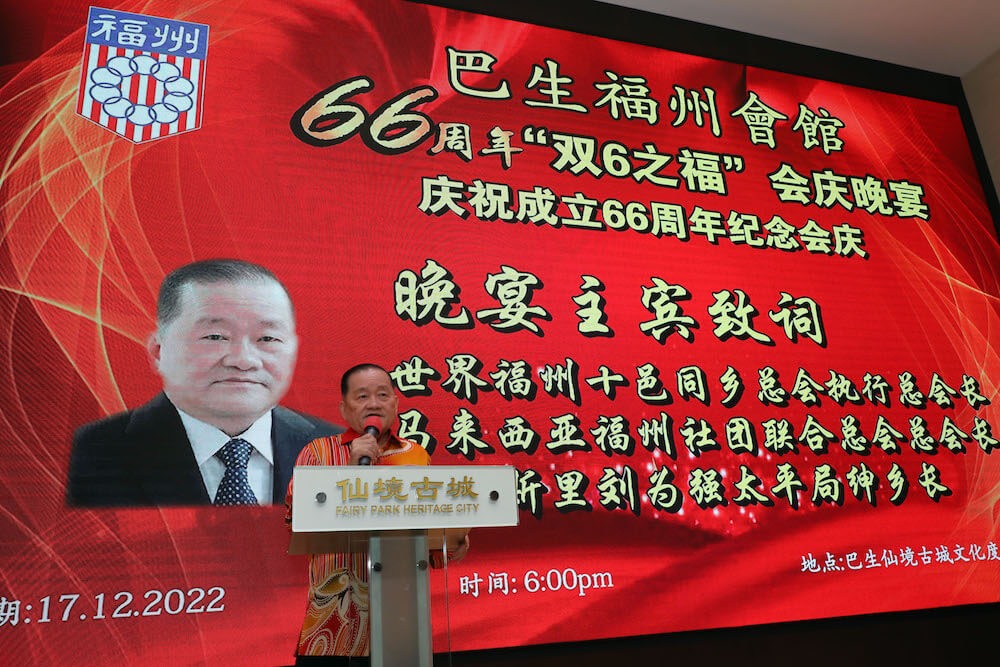 福州
巴生福州會館
66周年“双6之福”会庆晚宴
庆祝成立66周年纪念会庆
晚宴主宾致词
世界福州十邑同乡总会执行总会长
马来西亚福州社团联合总会总会长
里刘为强太平局绅乡长
仙境古城
FAIRY PARK HERITAGE CITY
期:17.12.2022
时间: 6:00pm
地点:巴生仙境古城文化度